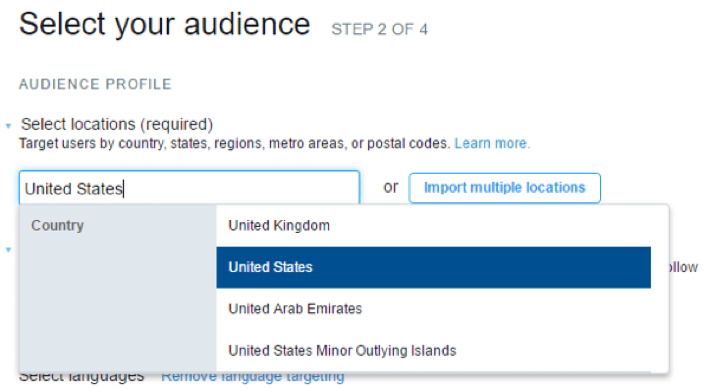 Select your audience STEP 2 OF 4
AUDIENCE PROFILE
Select locations (required)
Target users by country, states, regions, metro areas, or postal codes. Learn more.
United States or Import multiple locations
Country United Kingdom
United States
United Arab Emirates
United States Minor Outlying Islands
Select languages Remove language targeting